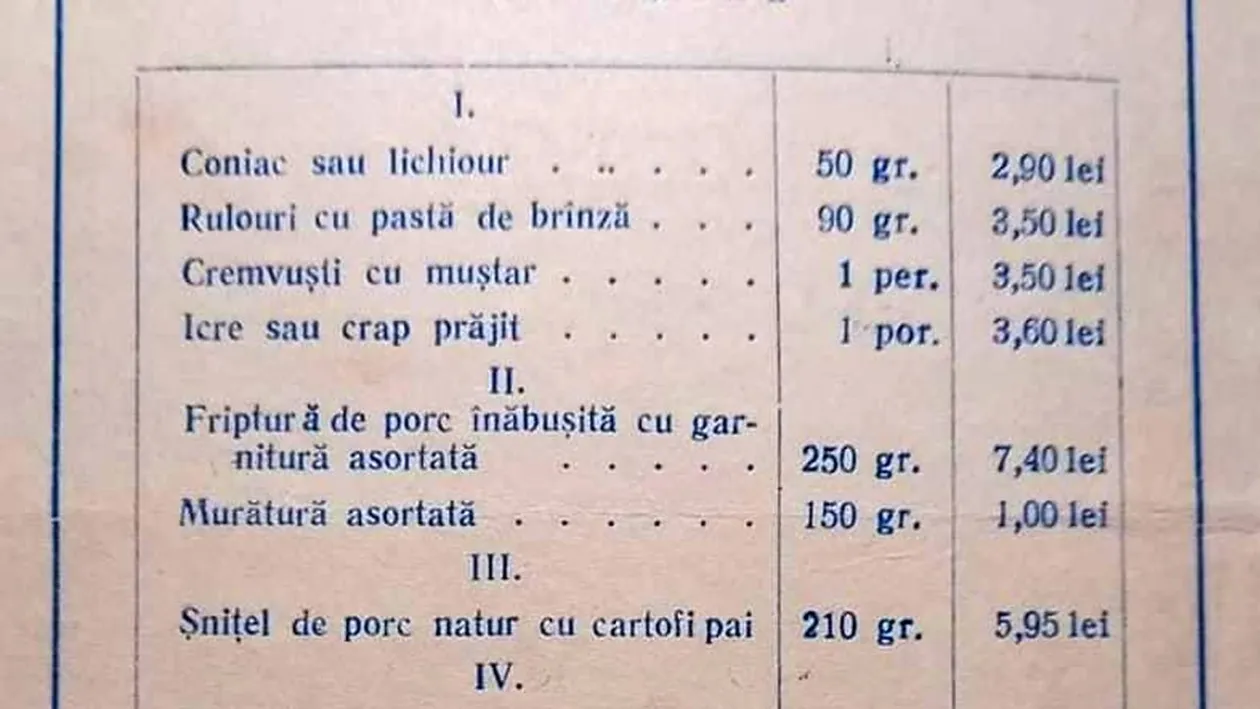 I.
Coniac sau lichiour . .. . . . 50 gr. 2,90 lei
Rulouri cu pastă de brînză . . . 90 gr. 3,50 lei
Cremvuști cu muștar . . . . . 1 per. 3,50 lei
Icre sau crap prăjit . . . . . 1 por. 3,60 lei
II.
Friptură de porc înăbușită cu gar-
nitură asortată . . . . . 250 gr. 7,40 lei
Murătură asortată . . . . . . 150 gr. 1,00 lei
III.
Șnițel de porc natur cu cartofi pai 210 gr. 5,95 lei
IV.